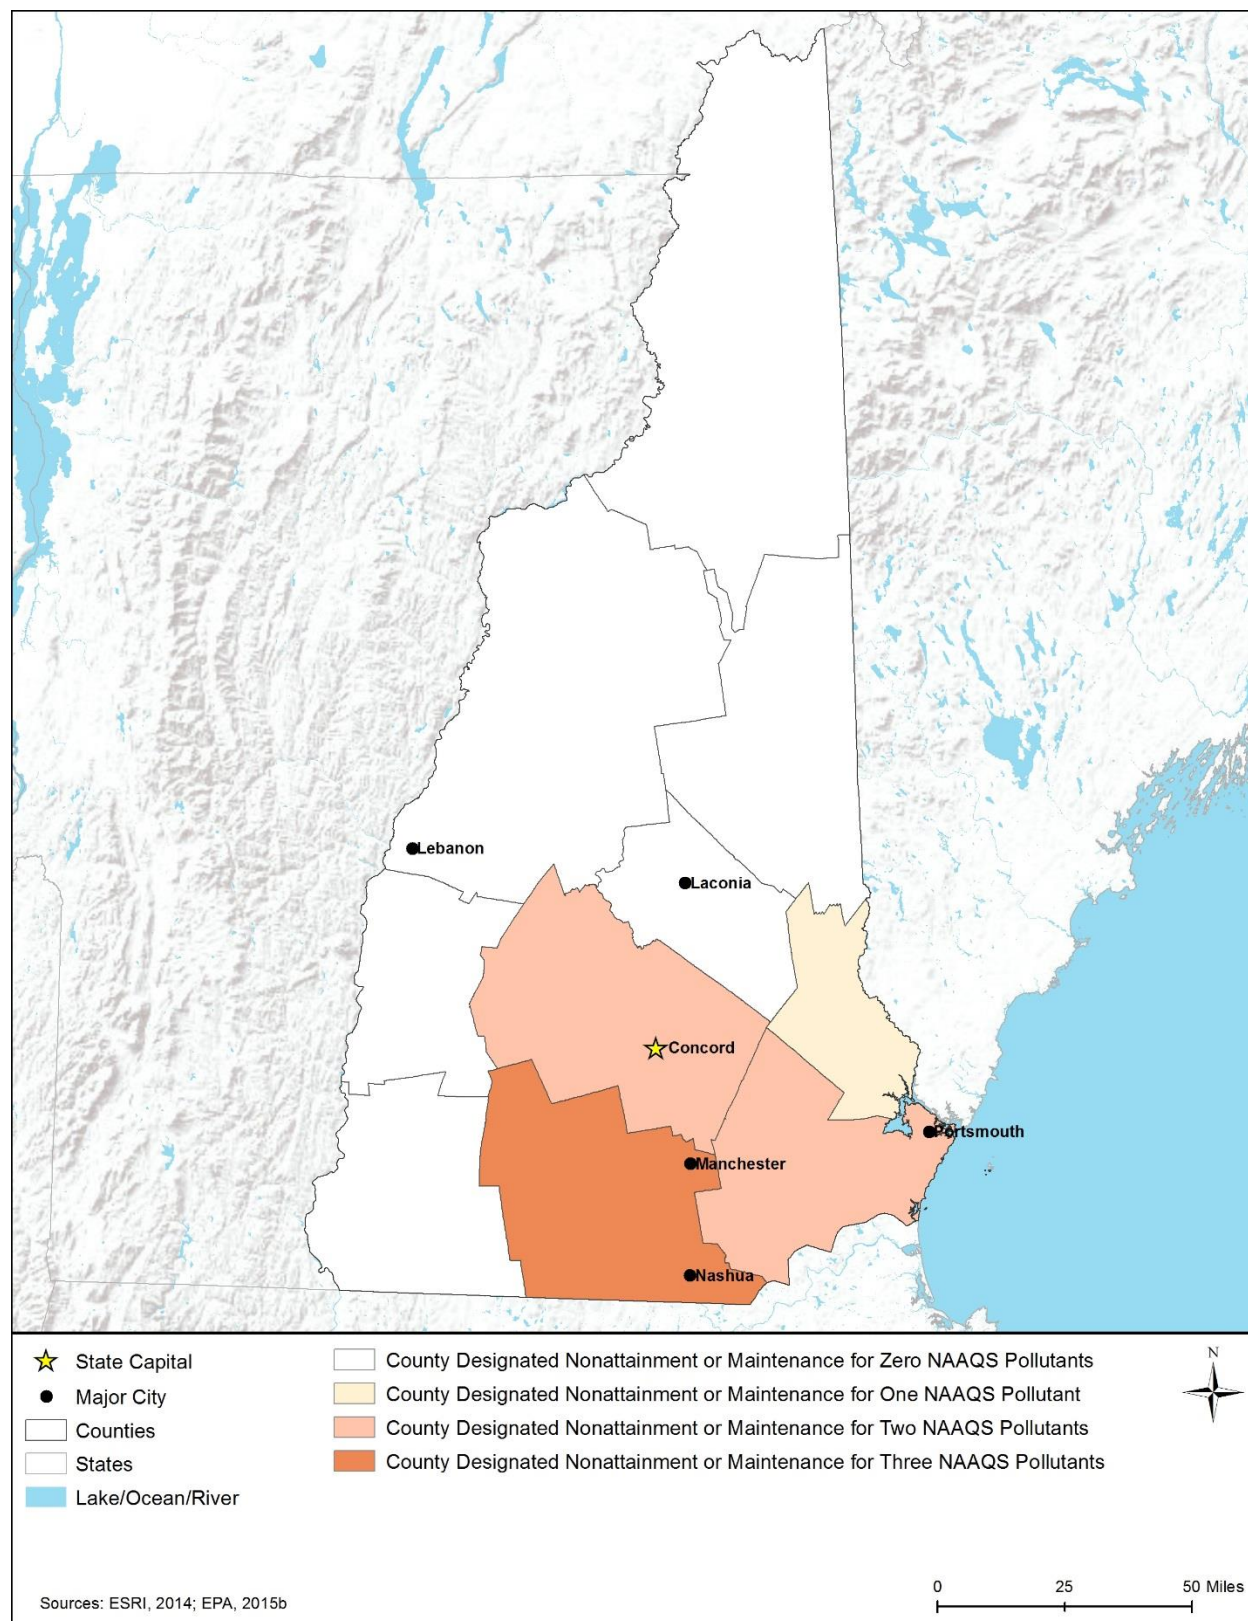 Lebanon
Laconia
Concord
Portsmouth
Manchester
Nashua
State Capital
Major City
Counties
States
Lake/Ocean/River
County Designated Nonattainment or Maintenance for Zero NAAQS Pollutants
County Designated Nonattainment or Maintenance for One NAAQS Pollutant
County Designated Nonattainment or Maintenance for Two NAAQS Pollutants
County Designated Nonattainment or Maintenance for Three NAAQS Pollutants
N
Sources: ESRI, 2014; EPA, 2015b
0 25 50 Miles